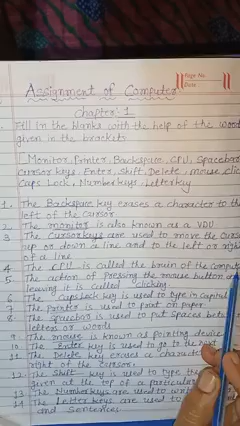 Page No.
Date
Assignment of Computer
Chapter: 1
Fill in the blanks with the help of the words
given in the brackets
[ Monitor, Printer, Backspace, CPU, Spacebar
Cursor keys, Enter, Shift, Delete, mouse, clic
Caps Lock, Number keys, Letter key
1. The Backspace key erases a character to the
left of the cursor
2. The monitor is also known as a VDU
3 The Cursor keys are used to move the curs
up or down a line and to the left or right
of a line
4 The CPU is called the brain of the comput
5 The action of pressing the mouse button a
leaving it is called clicking
6 The Caps Lock key is used to type in capital
7 The Printer is used to print on paper
8 The Spacebar is used to put spaces betw
letters or words
9. The mouse is known as pointing device
10. The Enter key is used to go to the next
11. The Delete key erases a charact
right of the cursor.
12. The Shift key is used to type the
given at the top of a particular
13 The Number keys are used to wri
14 The Letter keys are used to
and sentences.